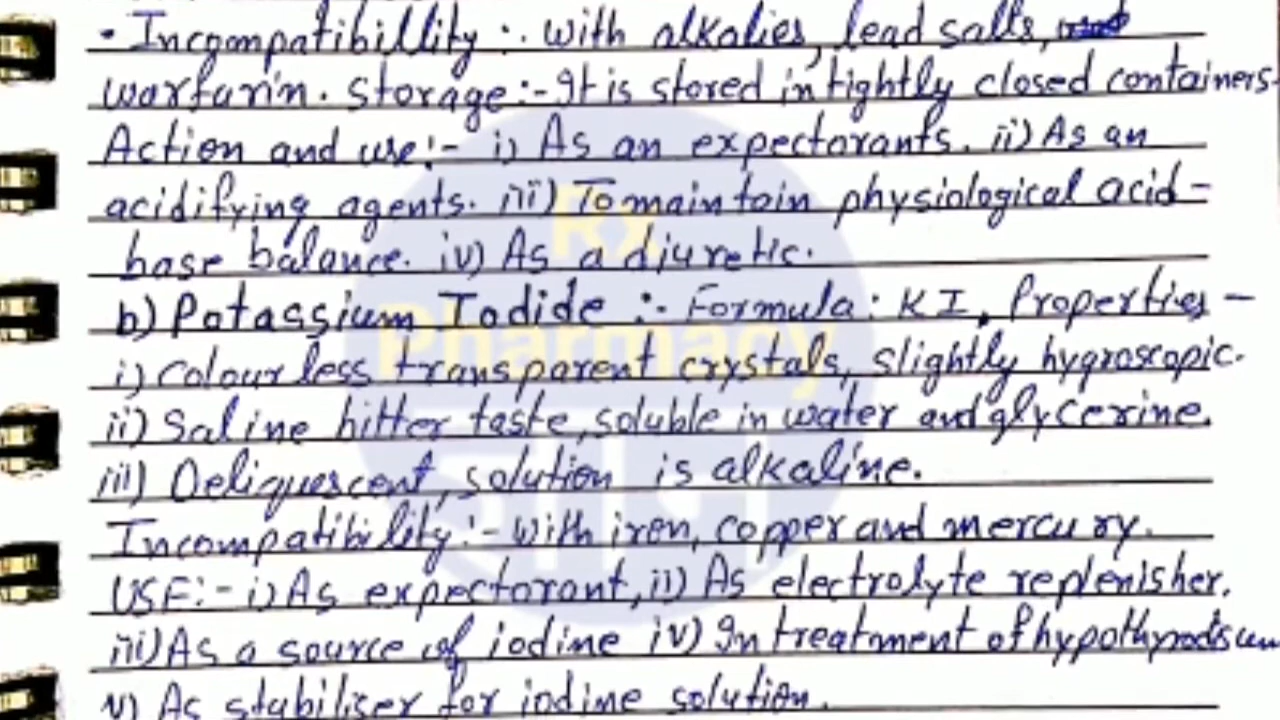 • Incompatibillity :. With alkalies, lead salts,
warfarin. Storage:- It is stored in tightly closed containers.
Action and use:- i) As an expectorants. ii) As an
acidifying agents. iii) To maintain physiological acid-
base balance. iv) As a diuretic.
b) Potassium Iodide :- Formula: KI. Properties –
i) Colourless transparent crystals, slightly hygroscopic.
ii) Saline bitter taste, soluble in water and glycerine.
iii) Deliquescent, solution is alkaline.
Incompatibility:- With iron, copper and mercury.
USE:- i) As expectorant, ii) As electrolyte replenisher.
iii) As a source of iodine iv) In treatment of
v) As stabiliser for iodine solution.
Rx
Pharmacy